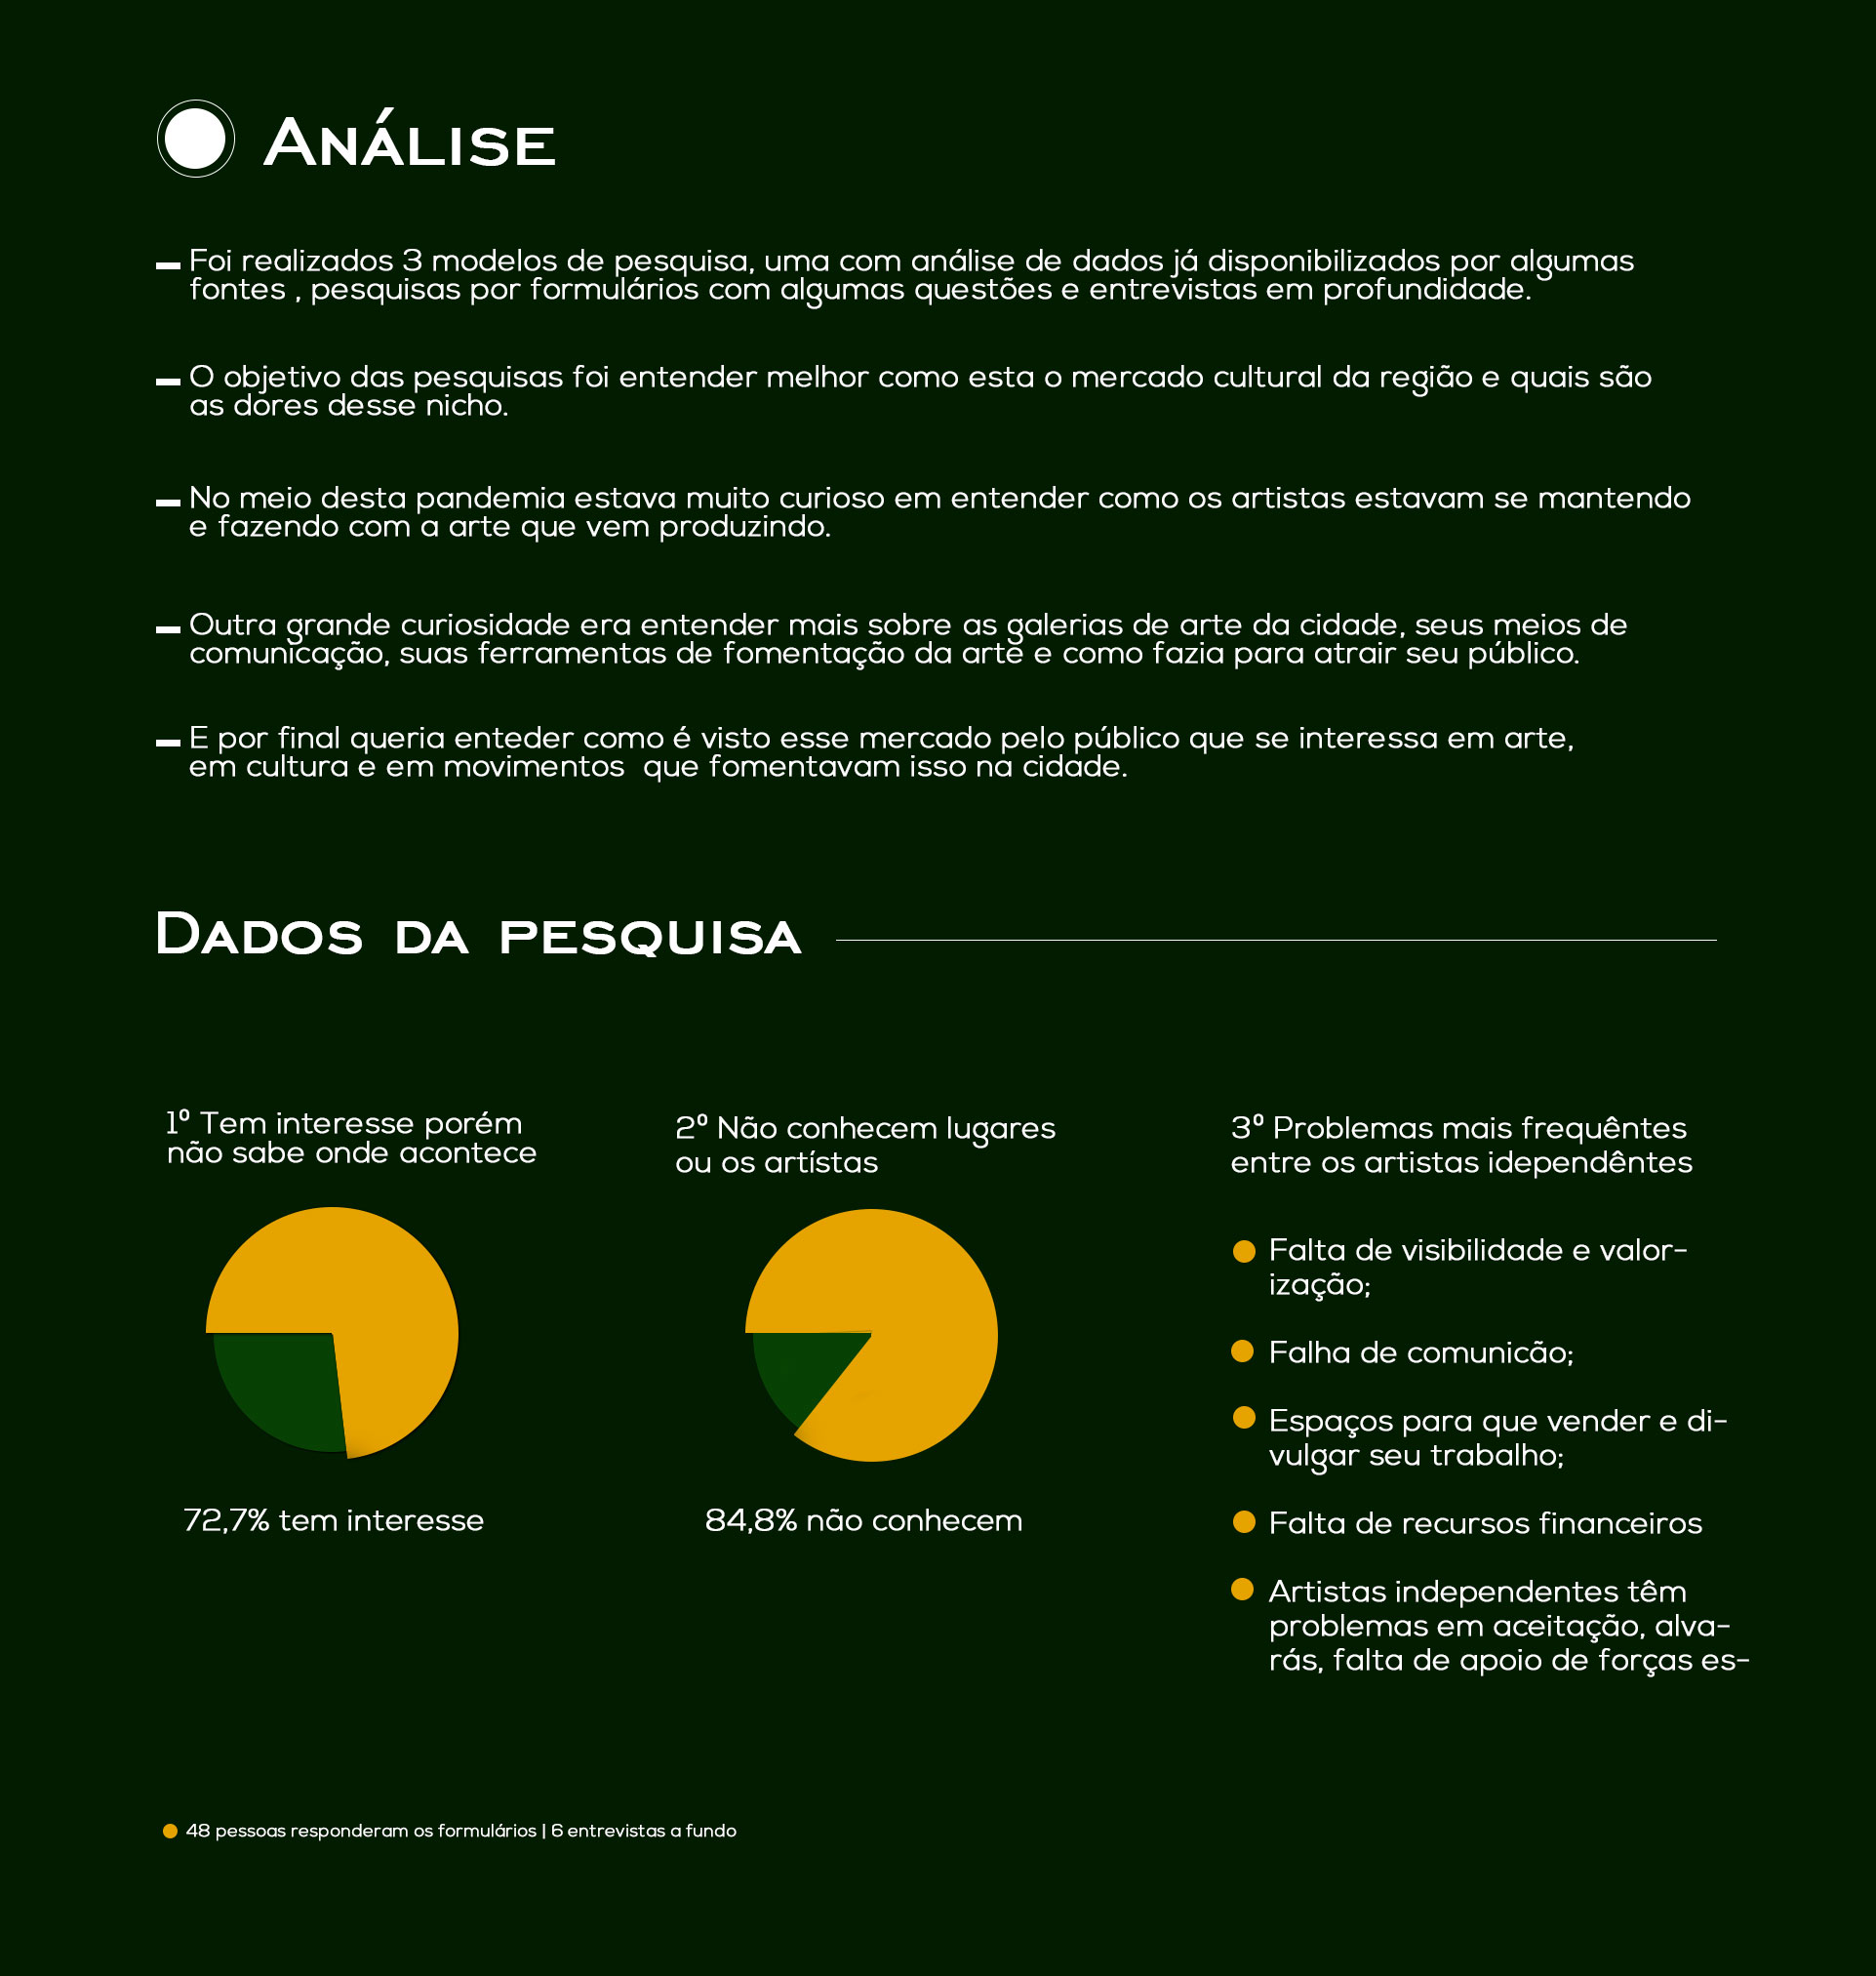 Análise
Foi realizados 3 modelos de pesquisa, uma com análise de dados já disponibilizados por algumas
fontes , pesquisas por formulários com algumas questões e entrevistas em profundidade.
O objetivo das pesquisas foi entender melhor como esta o mercado cultural da região e quais são
as dores desse nicho.
No meio desta pandemia estava muito curioso em entender como os artistas estavam se mantendo
e fazendo com a arte que vem produzindo.
Outra grande curiosidade era entender mais sobre as galerias de arte da cidade, seus meios de
comunicação, suas ferramentas de fomentação da arte e como fazia para atrair seu público.
E por final queria enteder como é visto esse mercado pelo público que se interessa em arte,
em cultura e em movimentos  que fomentavam isso na cidade.
Dados da pesquisa
1º Tem interesse porém
não sabe onde acontece
72,7% tem interesse
2º Não conhecem lugares
ou os artístas
84,8% não conhecem
3º Problemas mais frequêntes
entre os artistas idependêntes
Falta de visibilidade e valor-
ização;
Falha de comunicão;
Espaços para que vender e di-
vulgar seu trabalho;
Falta de recursos financeiros
Artistas independentes têm
problemas em aceitação, alva-
rás, falta de apoio de forças es-
48 pessoas responderam os formulários | 6 entrevistas a fundo